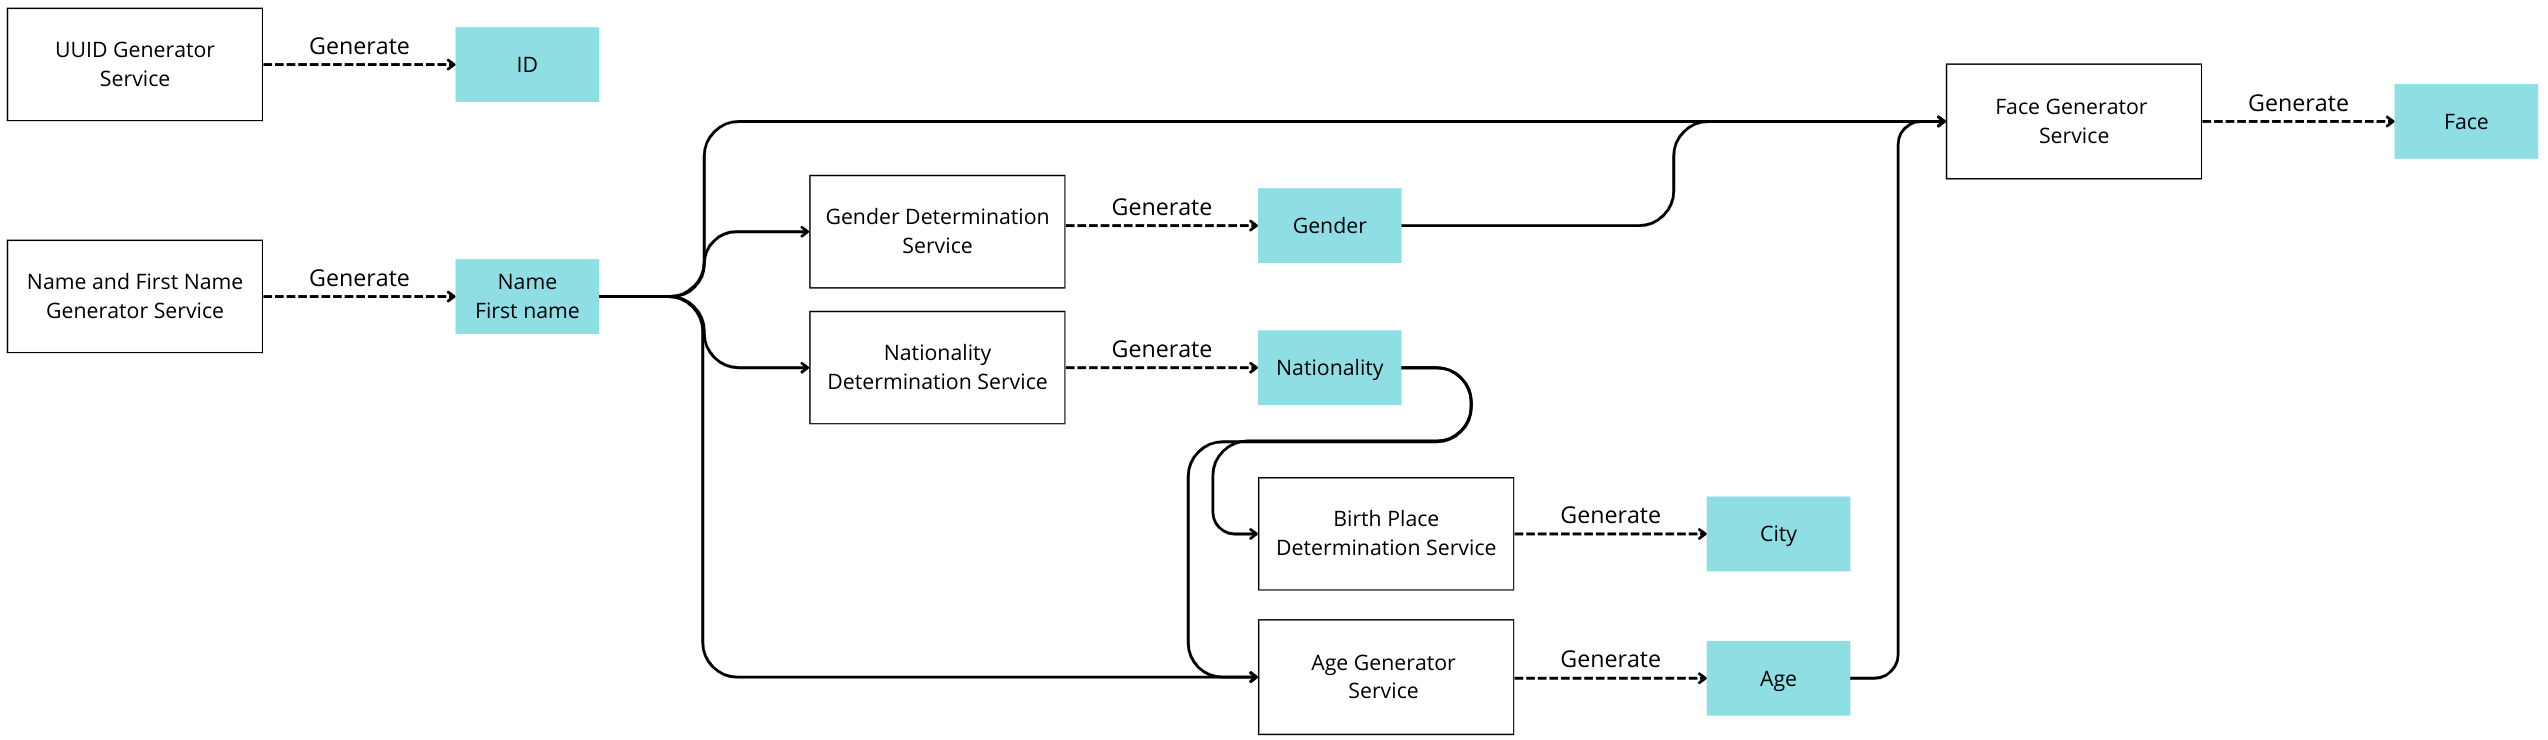 UUID Generator
Service
Generate
ID
Name and First Name
Generator Service
Generate
Name
First name
Gender Determination
Service
Generate
Gender
Nationality
Determination Service
Generate
Nationality
Birth Place
Determination Service
Generate
City
Age Generator
Service
Generate
Age
Face Generator
Service
Generate
Face